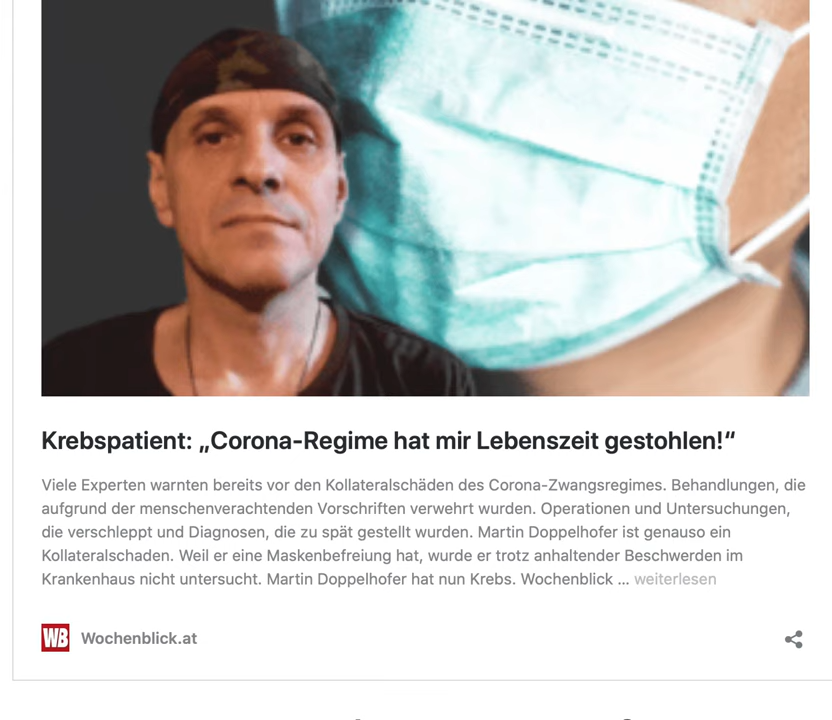 Krebspatient: „Corona-Regime hat mir Lebenszeit gestohlen!“
Viele Experten warnten bereits vor den Kollateralschäden des Corona-Zwangsregimes. Behandlungen, die
aufgrund der menschenverachtenden Vorschriften verwehrt wurden. Operationen und Untersuchungen,
die verschleppt und Diagnosen, die zu spät gestellt wurden. Martin Doppelhofer ist genauso ein
Kollateralschaden. Weil er eine Maskenbefreiung hat, wurde er trotz anhaltender Beschwerden im
Krankenhaus nicht untersucht. Martin Doppelhofer hat nun Krebs. Wochenblick ... weiterlesen
WB Wochenblick.at